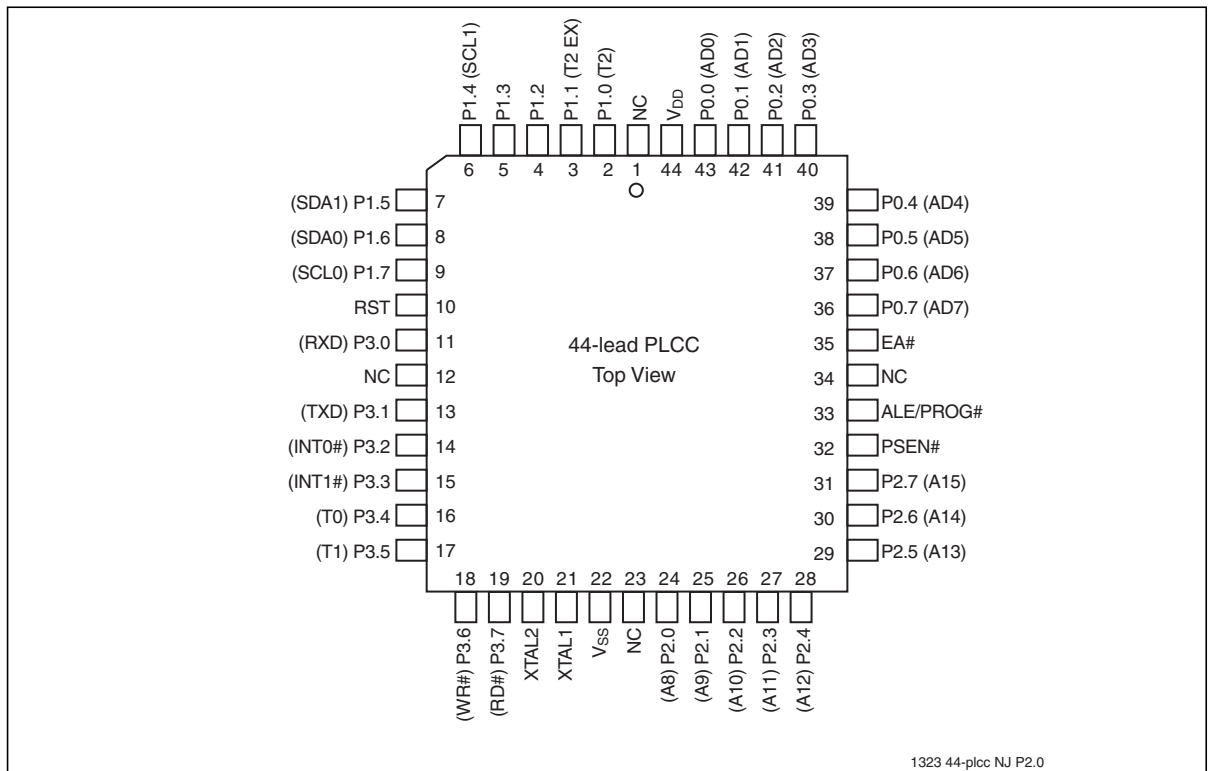 P1.4 (SCL1)
P1.3
P1.2
P1.1 (T2 EX)
P1.0 (T2)
NC
VDD
P0.0 (AD0)
P0.1 (AD1)
P0.2 (AD2)
P0.3 (AD3)
6 5 4 3 2 1 44 43 42 41 40
(SDA1) P1.5 7
39 P0.4 (AD4)
(SDA0) P1.6 8
38 P0.5 (AD5)
(SCL0) P1.7 9
37 P0.6 (AD6)
RST 10
36 P0.7 (AD7)
(RXD) P3.0 11
35 EA#
NC 12
34 NC
(TXD) P3.1 13
33 ALE/PROG#
(INT0#) P3.2 14
32 PSEN#
(INT1#) P3.3 15
31 P2.7 (A15)
(T0) P3.4 16
30 P2.6 (A14)
(T1) P3.5 17
29 P2.5 (A13)
44-lead PLCC
Top View
18 19 20 21 22 23 24 25 26 27 28
(WR#) P3.6
(RD#) P3.7
XTAL2
XTAL1
VSS
NC
(A8) P2.0
(A9) P2.1
(A10) P2.2
(A11) P2.3
(A12) P2.4
1323 44-plcc NJ P2.0